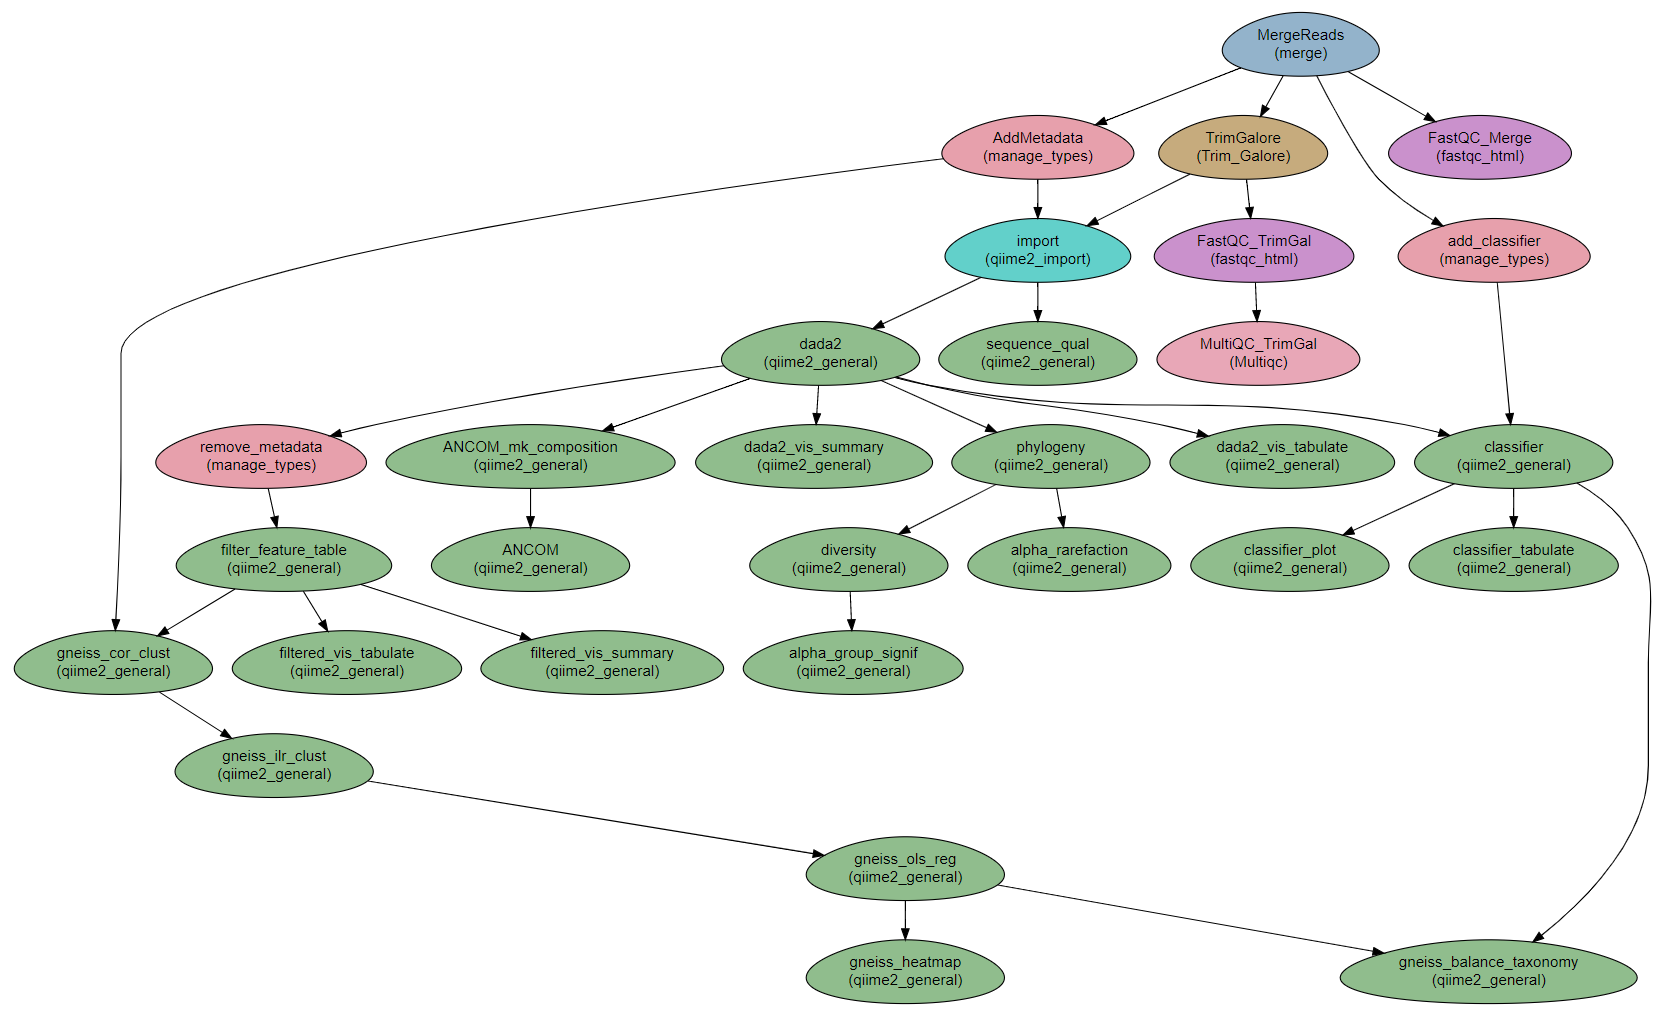 MergeReads
(merge)
AddMetadata
(manage_types)
TrimGalore
(Trim_Galore)
FastQC_Merge
(fastqc_html)
import
(qiime2_import)
FastQC_TrimGal
(fastqc_html)
add_classifier
(manage_types)
dada2
(qiime2_general)
sequence_qual
(qiime2_general)
MultiQC_TrimGal
(Multiqc)
remove_metadata
(manage_types)
ANCOM_mk_composition
(qiime2_general)
dada2_vis_summary
(qiime2_general)
phylogeny
(qiime2_general)
dada2_vis_tabulate
(qiime2_general)
classifier
(qiime2_general)
filter_feature_table
(qiime2_general)
ANCOM
(qiime2_general)
diversity
(qiime2_general)
alpha_rarefaction
(qiime2_general)
classifier_plot
(qiime2_general)
classifier_tabulate
(qiime2_general)
gneiss_cor_clust
(qiime2_general)
filtered_vis_tabulate
(qiime2_general)
filtered_vis_summary
(qiime2_general)
alpha_group_signif
(qiime2_general)
gneiss_ilr_clust
(qiime2_general)
gneiss_ols_reg
(qiime2_general)
gneiss_heatmap
(qiime2_general)
gneiss_balance_taxonomy
(qiime2_general)